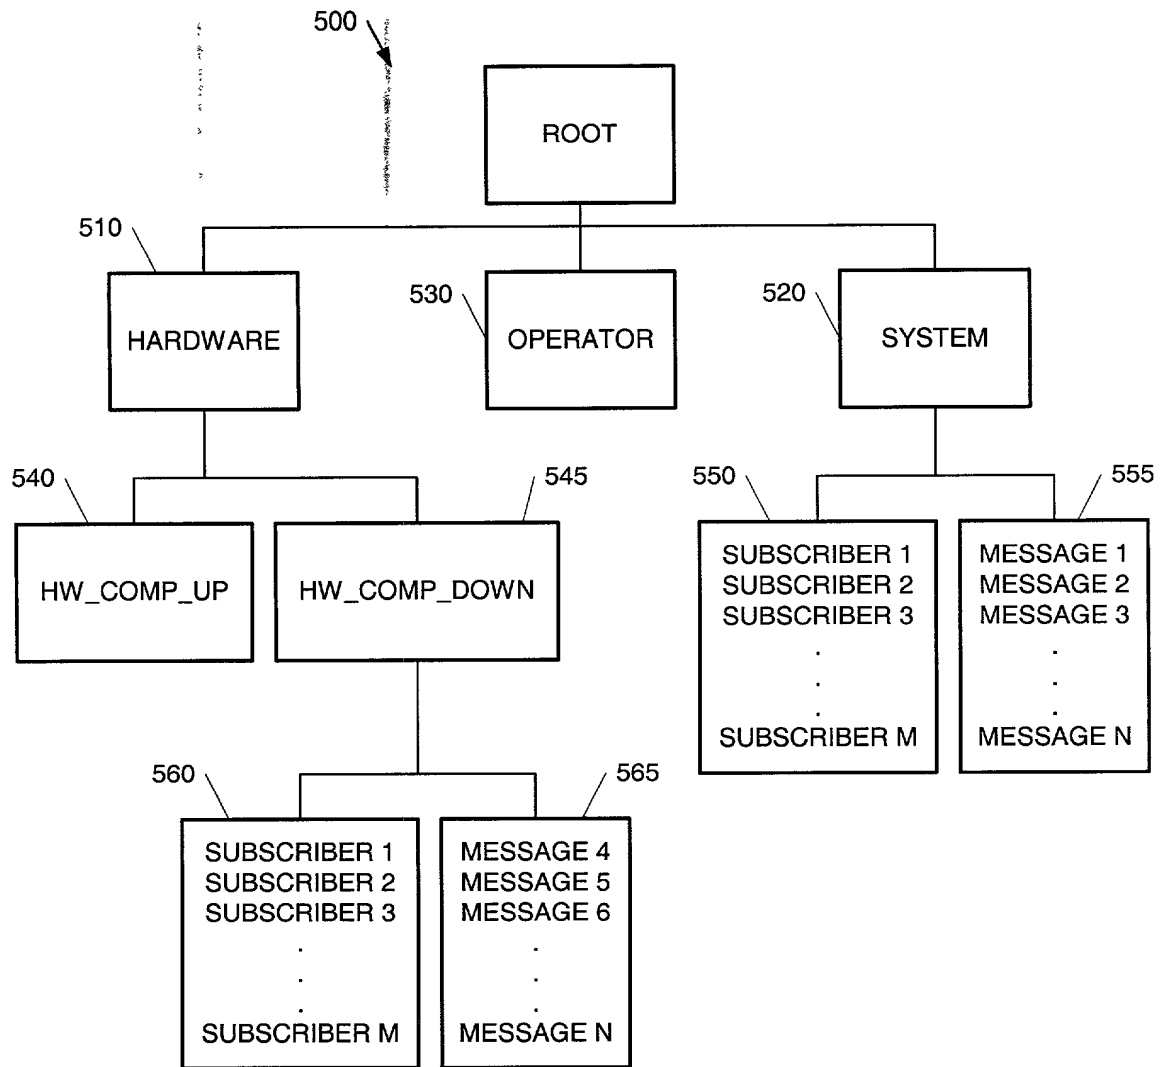 500
ROOT
510
530
520
HARDWARE
OPERATOR
SYSTEM
540
545
550
555
HW_COMP_UP
HW_COMP_DOWN
SUBSCRIBER 1
SUBSCRIBER 2
SUBSCRIBER 3
.
.
.
SUBSCRIBER M
MESSAGE 1
MESSAGE 2
MESSAGE 3
.
.
.
MESSAGE N
560
565
SUBSCRIBER 1
SUBSCRIBER 2
SUBSCRIBER 3
.
.
.
SUBSCRIBER M
MESSAGE 4
MESSAGE 5
MESSAGE 6
.
.
.
MESSAGE N